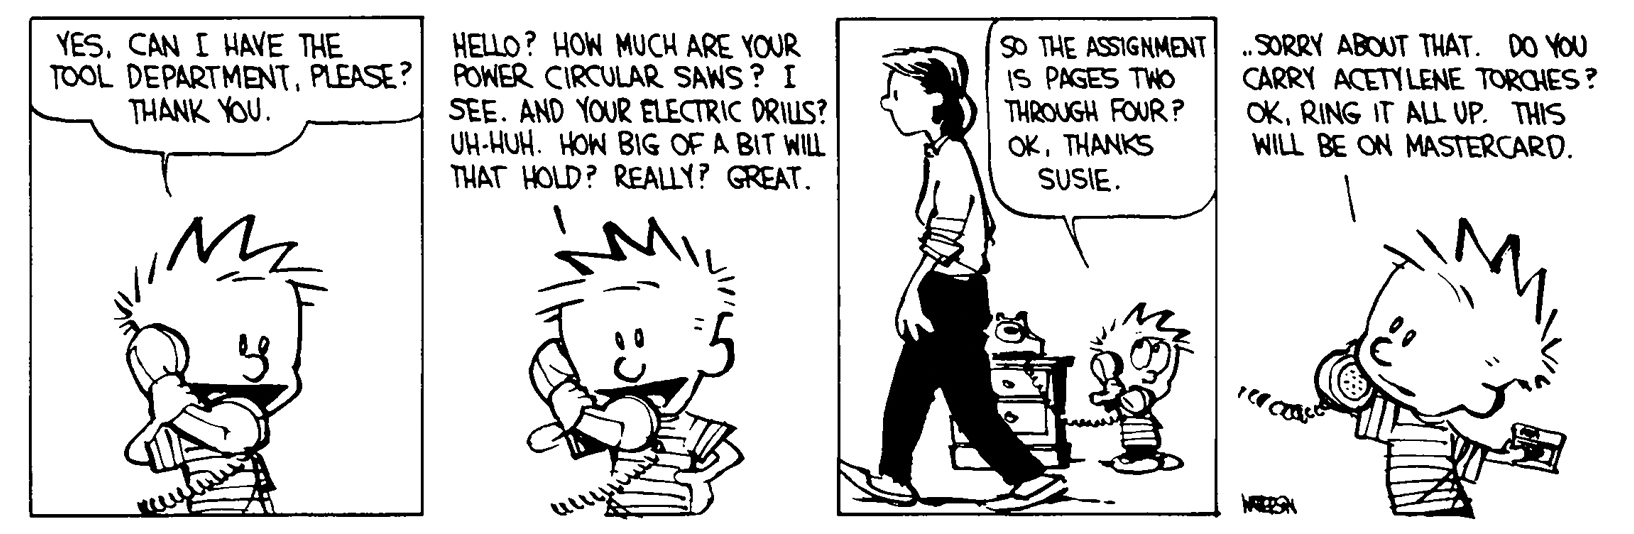 YES, CAN I HAVE THE
TOOL DEPARTMENT, PLEASE?
THANK YOU.
HELLO? HOW MUCH ARE YOUR
POWER CIRCULAR SAWS? I
SEE. AND YOUR ELECTRIC DRILLS?
UH-HUH. HOW BIG OF A BIT WILL
THAT HOLD? REALLY? GREAT.
SO THE ASSIGNMENT
IS PAGES TWO
THROUGH FOUR?
OK, THANKS
SUSIE.
..SORRY ABOUT THAT. DO YOU
CARRY ACETYLENE TORCHES?
OK, RING IT ALL UP. THIS
WILL BE ON MASTERCARD.
WATTERSON